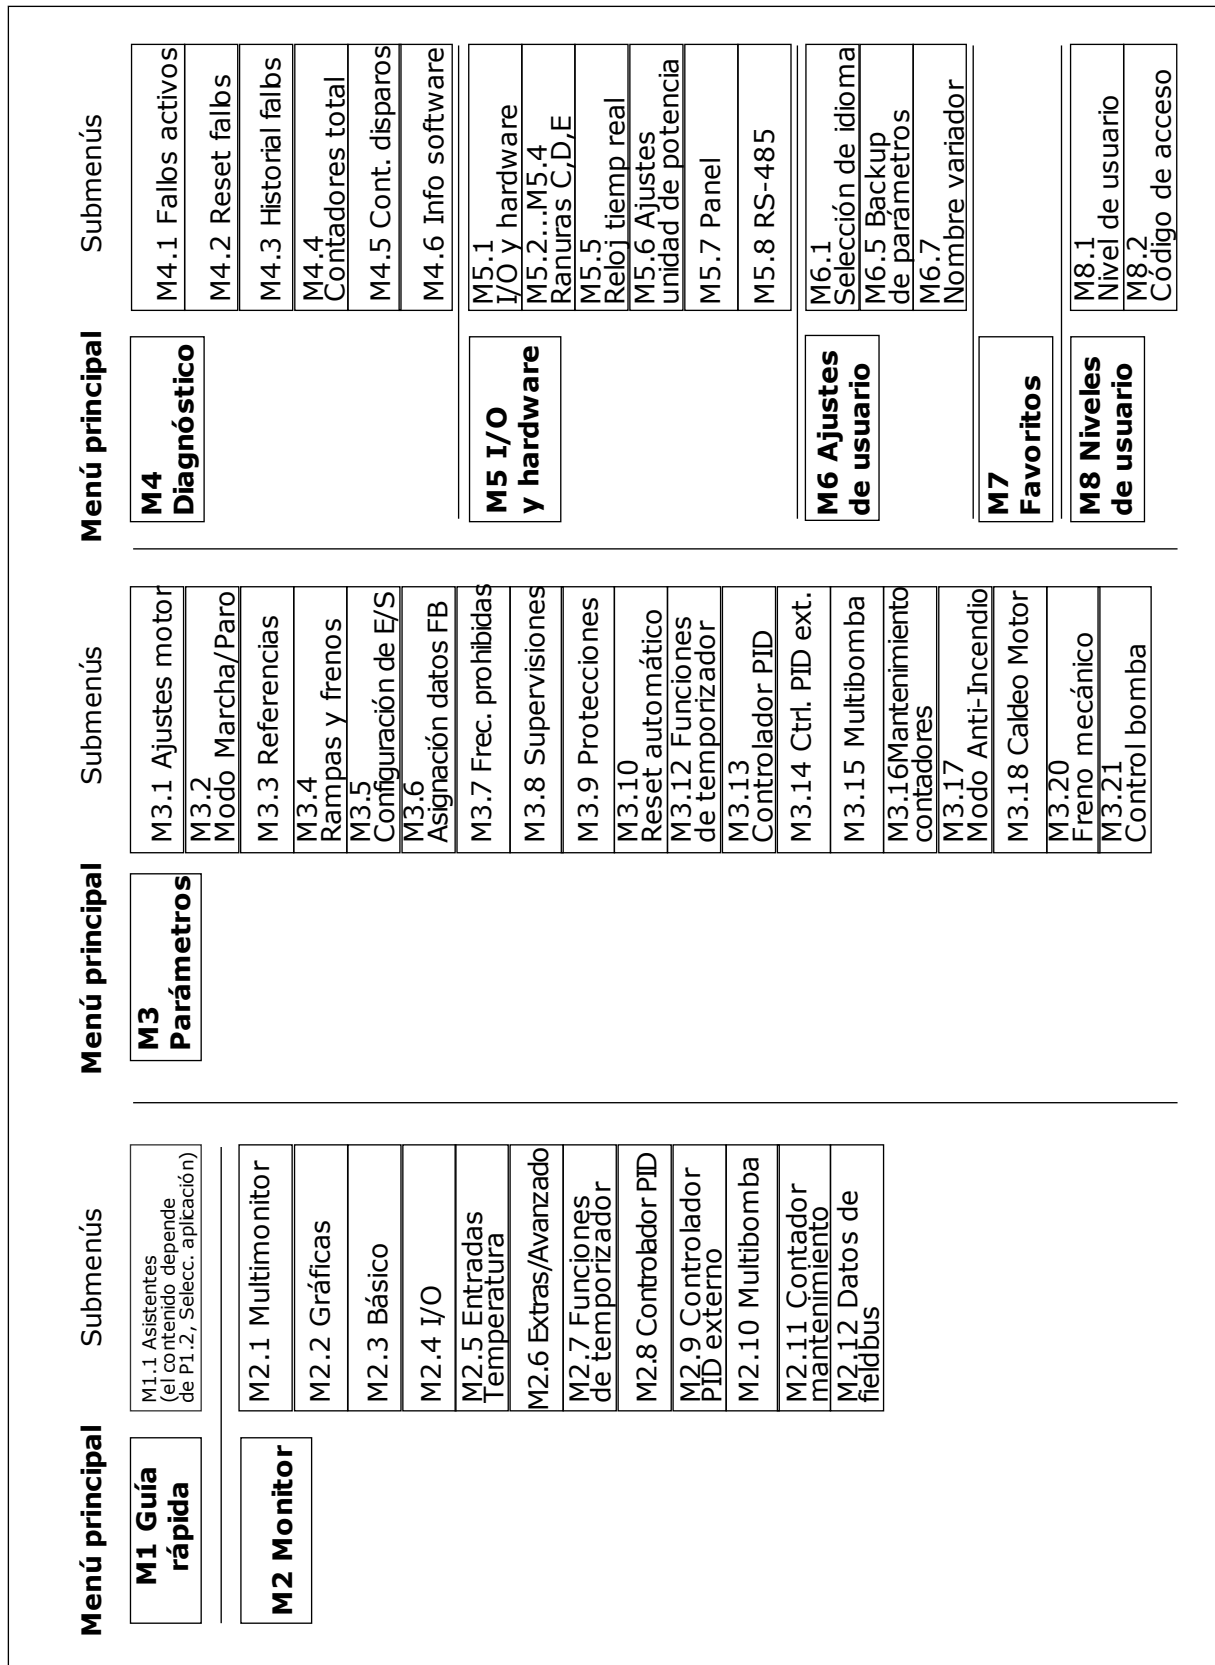 Menú principal
Submenús
M1 Guía
rápida
M1.1 Asistentes
(el contenido depende
de P1.2, Selecc. aplicación)
M2 Monitor
M2.1 Multimonitor
M2.2 Gráficas
M2.3 Básico
M2.4 I/O
M2.5 Entradas
Temperatura
M2.6 Extras/Avanzado
M2.7 Funciones
de temporizador
M2.8 Controlador PID
M2.9 Controlador
PID externo
M2.10 Multibomba
M2.11 Contador
mantenimiento
M2.12 Datos de
fieldbus
Menú principal
Submenús
M3
Parámetros
M3.1 Ajustes motor
M3.2
Modo Marcha/Paro
M3.3 Referencias
M3.4
Rampas y frenos
M3.5
Configuración de E/S
M3.6
Asignación datos FB
M3.7 Frec. prohibidas
M3.8 Supervisiones
M3.9 Protecciones
M3.10
Reset automático
M3.12 Funciones
de temporizador
M3.13
Controlador PID
M3.14 Ctrl. PID ext.
M3.15 Multibomba
M3.16Mantenimiento
contadores
M3.17
Modo Anti-Incendio
M3.18 Caldeo Motor
M3.20
Freno mecánico
M3.21
Control bomba
Menú principal
Submenús
M4
Diagnóstico
M4.1 Fallos activos
M4.2 Reset fallos
M4.3 Historial fallos
M4.4
Contadores total
M4.5 Cont. disparos
M4.6 Info software
M5 I/O
y hardware
M5.1
I/O y hardware
M5.2...M5.4
Ranuras C,D,E
M5.5
Reloj tiemp real
M5.6 Ajustes
unidad de potencia
M5.7 Panel
M5.8 RS-485
M6 Ajustes
de usuario
M6.1
Selección de idioma
M6.5 Backup
de parámetros
M6.7
Nombre variador
M7
Favoritos
M8 Niveles
de usuario
M8.1
Nivel de usuario
M8.2
Código de acceso